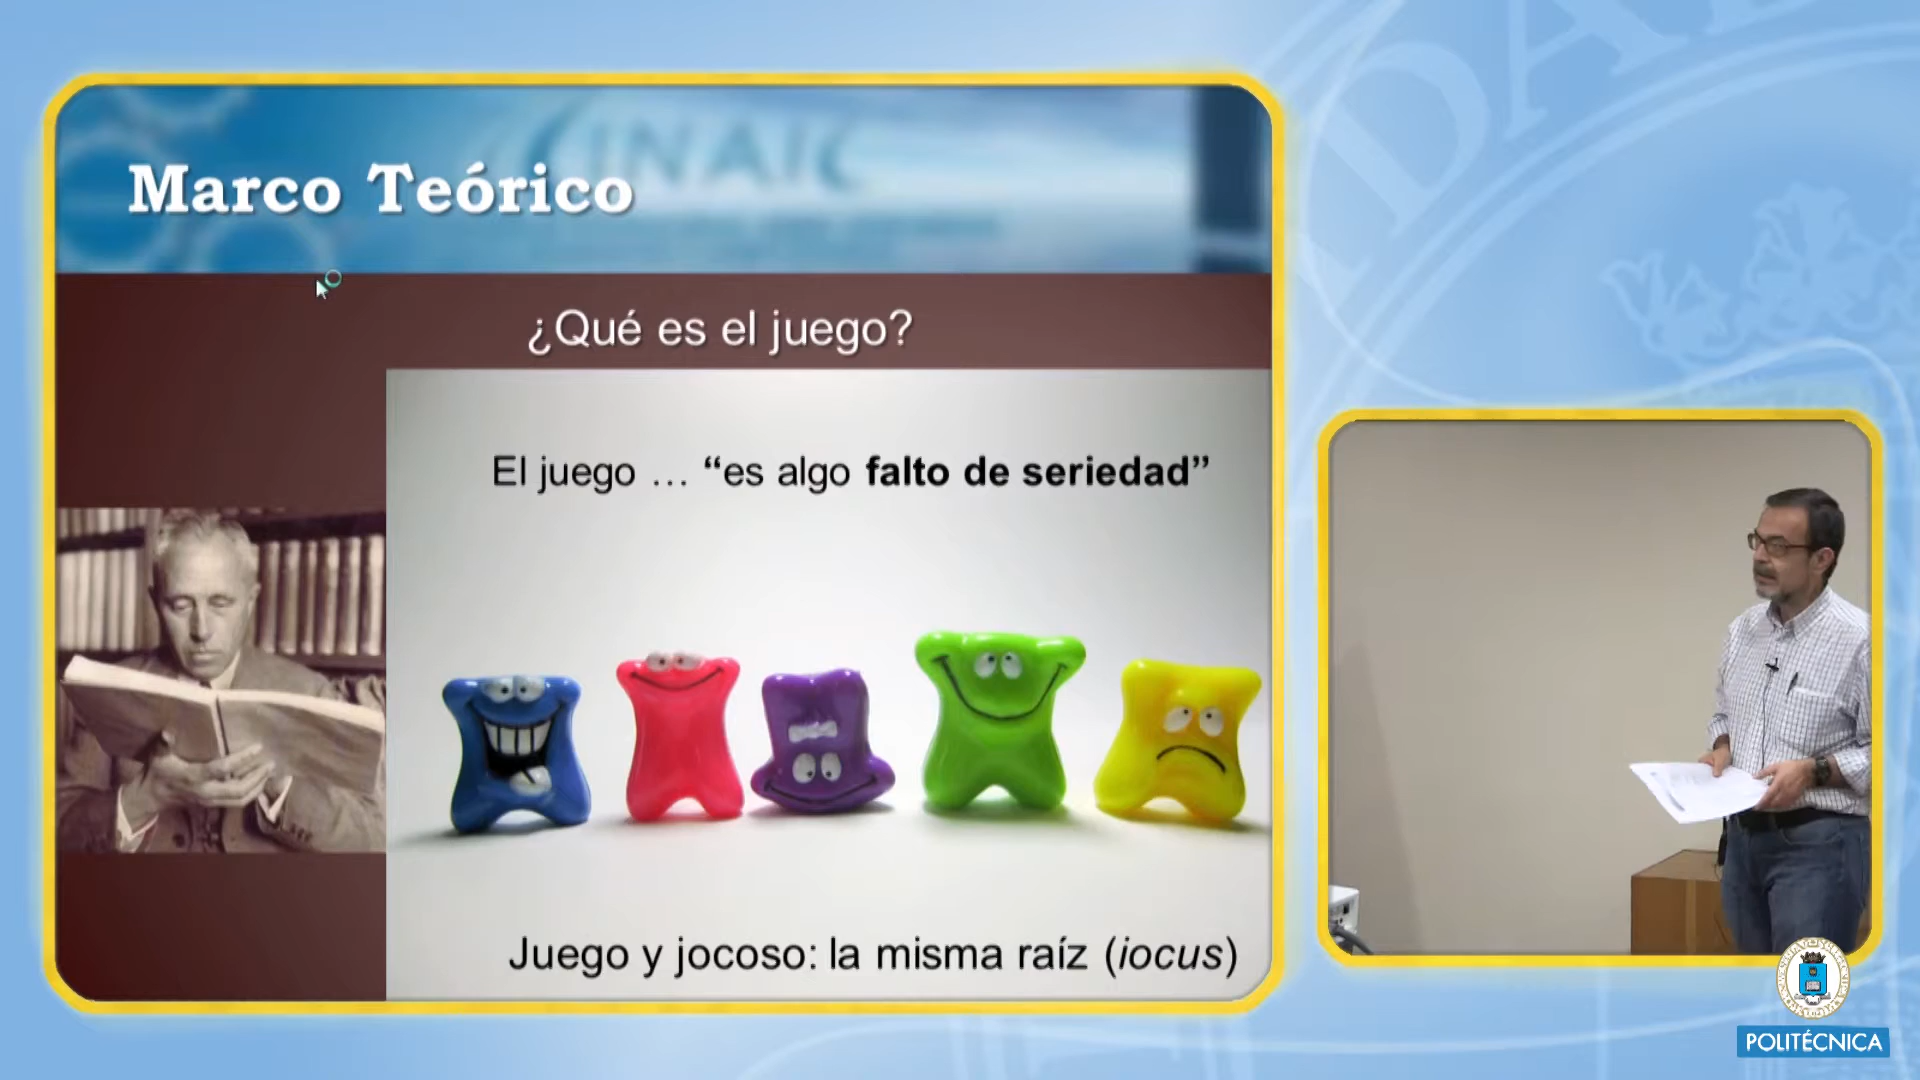 CINAIC
Marco Teórico
¿Qué es el juego?
El juego … “es algo falto de seriedad”
Juego y jocoso: la misma raíz (iocus)
POLITÉCNICA